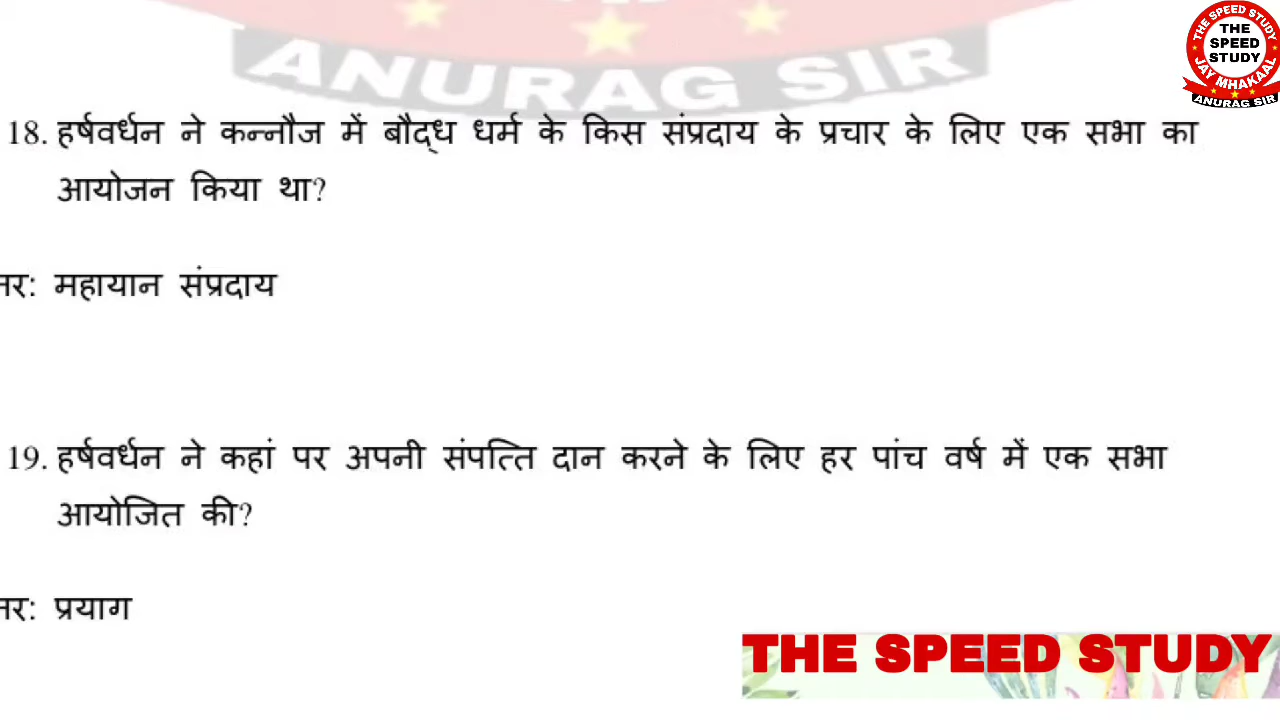 ANURAG SIR
THE SPEED STUDY
THE
SPEED
STUDY
JAY MHAKAAL
ANURAG SIR
18. हर्षवर्धन ने कन्नौज में बौद्ध धर्म के किस संप्रदाय के प्रचार के लिए एक सभा का
आयोजन किया था?
त्तर: महायान संप्रदाय
19. हर्षवर्धन ने कहां पर अपनी संपत्ति दान करने के लिए हर पांच वर्ष में एक सभा
आयोजित की?
त्तर: प्रयाग
THE SPEED STUDY